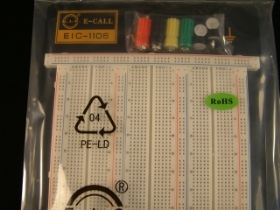 E-CALL
EIC-1106
RoHS
04
PE-LD
®